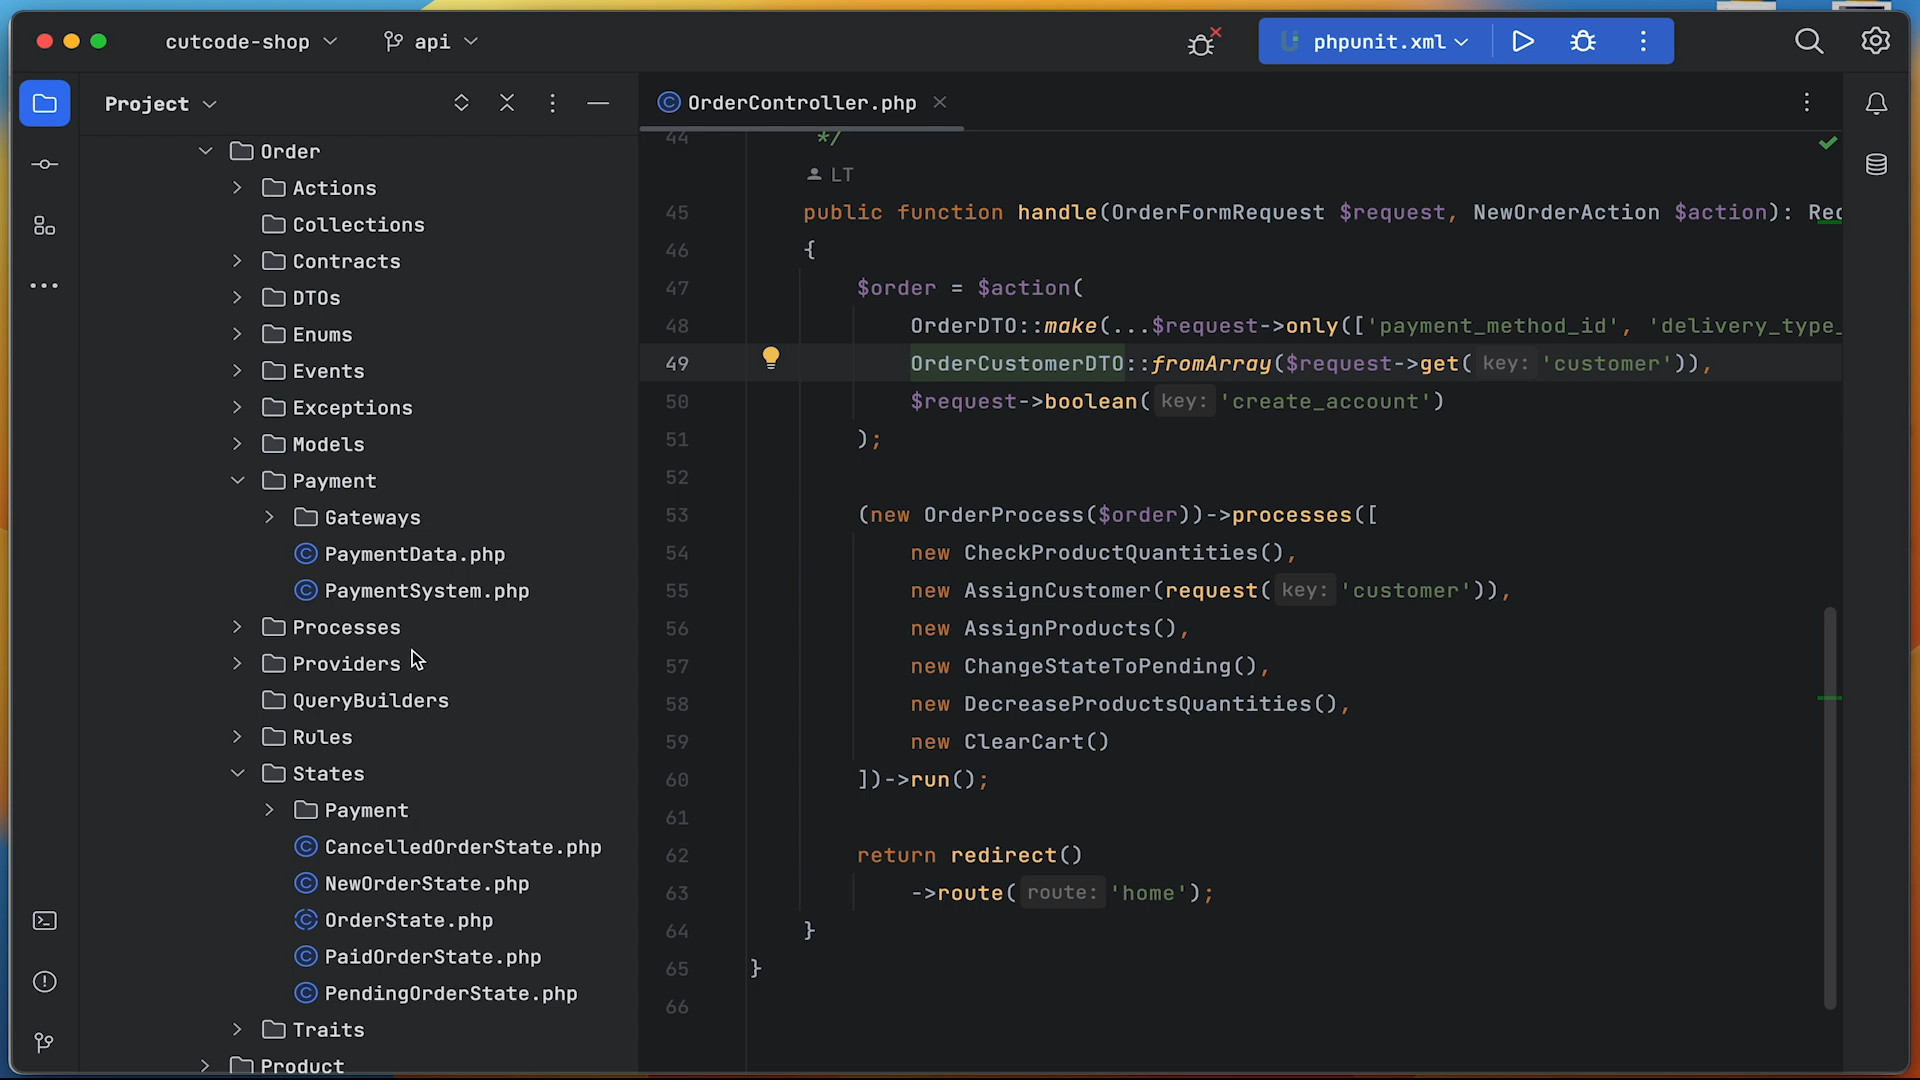 cutcode-shop
api
phpunit.xml
Project
OrderController.php
Order
Actions
Collections
Contracts
DTOs
Enums
Events
Exceptions
Models
Payment
Gateways
PaymentData.php
PaymentSystem.php
Processes
Providers
QueryBuilders
Rules
States
Payment
CancelledOrderState.php
NewOrderState.php
OrderState.php
PaidOrderState.php
PendingOrderState.php
Traits
Product
44 */
LT
45 public function handle(OrderFormRequest $request, NewOrderAction $action): Red
46 {
47 $order = $action(
48 OrderDTO::make(...$request->only(['payment_method_id', 'delivery_type_
49 OrderCustomerDTO::fromArray($request->get( key: 'customer')),
50 $request->boolean( key: 'create_account')
51 );
52
53 (new OrderProcess($order))->processes([
54 new CheckProductQuantities(),
55 new AssignCustomer(request( key: 'customer')),
56 new AssignProducts(),
57 new ChangeStateToPending(),
58 new DecreaseProductsQuantities(),
59 new ClearCart()
60 ])->run();
61
62 return redirect()
63 ->route( route: 'home');
64 }
65 }
66